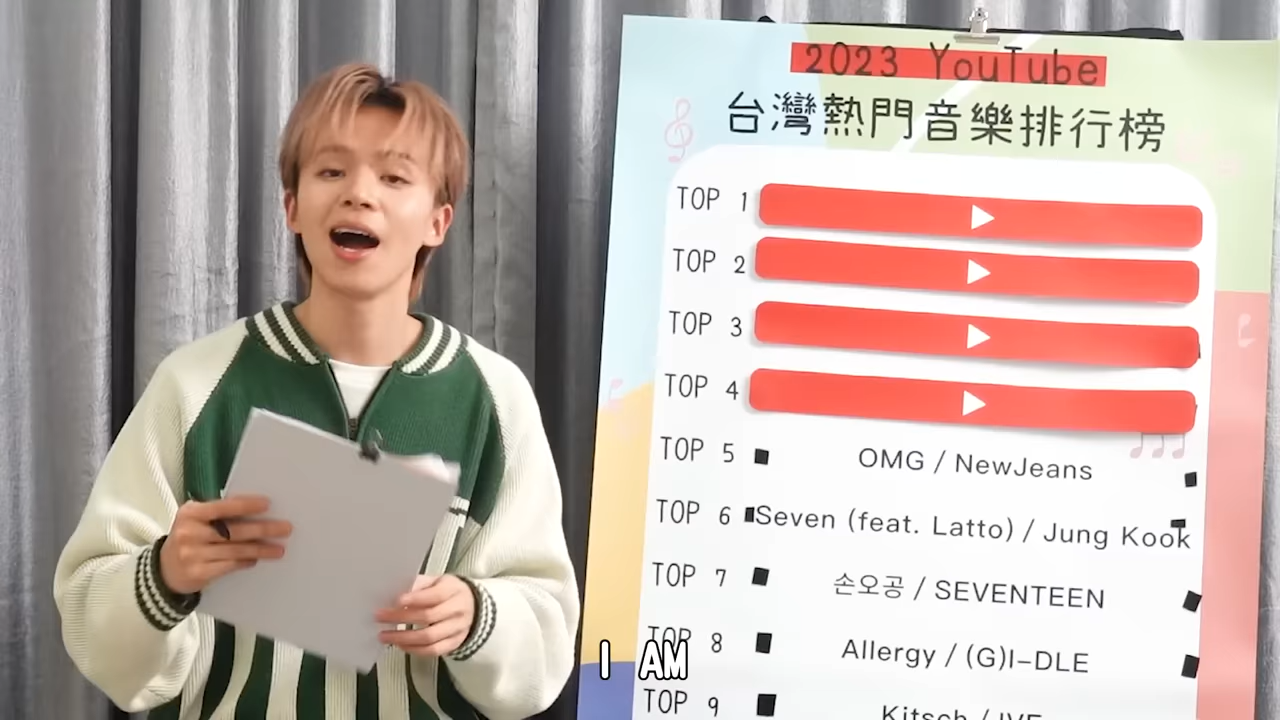 2023 YouTube
台灣熱門音樂排行榜
TOP 1
TOP 2
TOP 3
TOP 4
TOP 5 OMG / NewJeans
TOP 6 Seven (feat. Latto) / Jung Kook
TOP 7 손오공 / SEVENTEEN
TOP 8 Allergy / (G)I-DLE
I AM
TOP 9 Kitsch / IVE